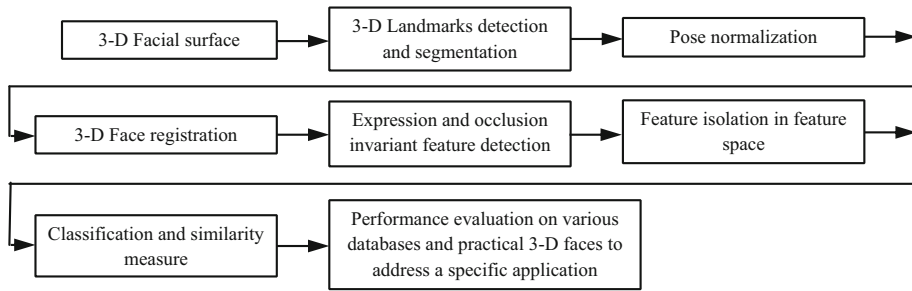 3-D Facial surface
3-D Landmarks detection
and segmentation
Pose normalization
3-D Face registration
Expression and occlusion
invariant feature detection
Feature isolation in feature
space
Classification and similarity
measure
Performance evaluation on various
databases and practical 3-D faces to
address a specific application